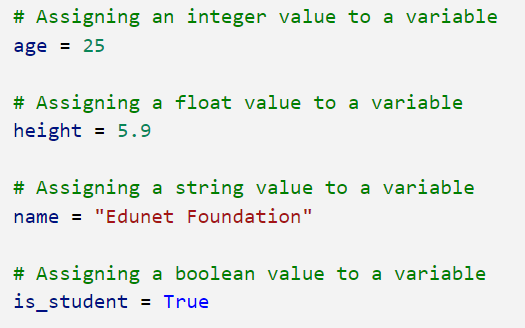 # Assigning an integer value to a variable
age = 25
# Assigning a float value to a variable
height = 5.9
# Assigning a string value to a variable
name = "Edunet Foundation"
# Assigning a boolean value to a variable
is_student = True